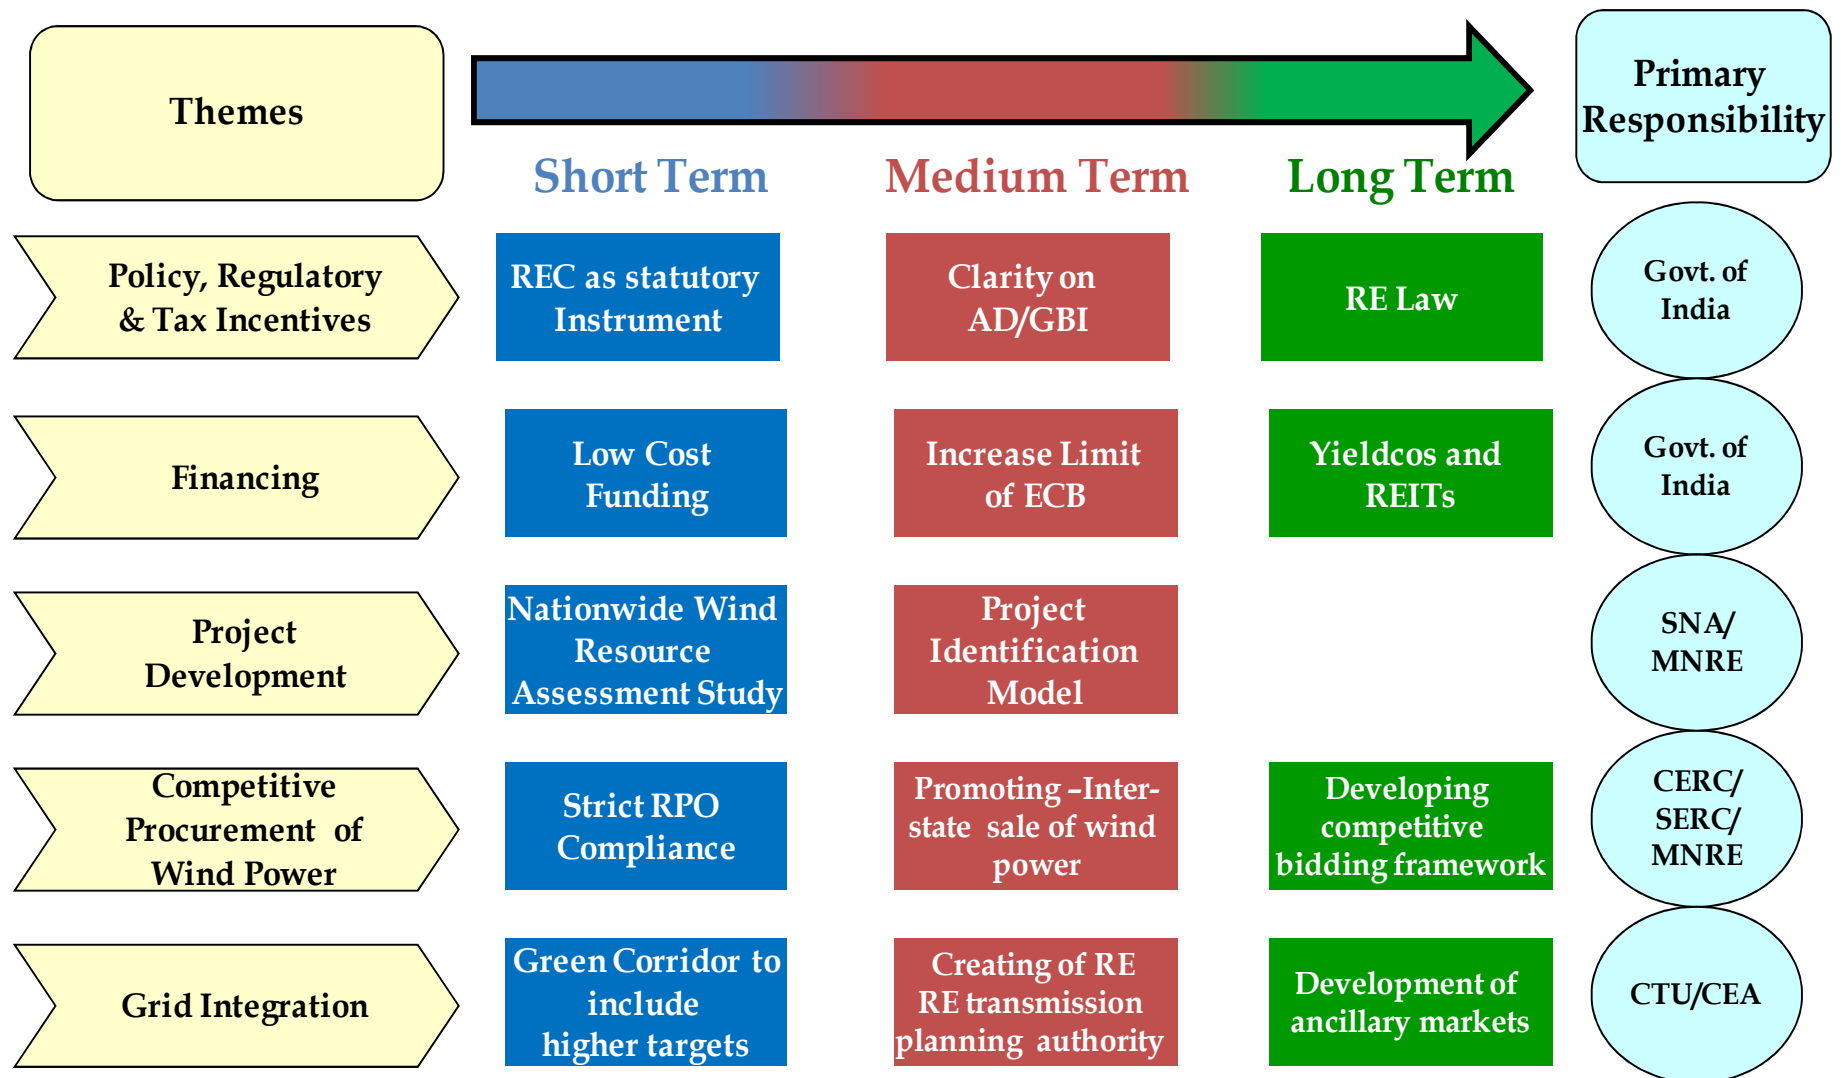 Themes
Short Term
Medium Term
Long Term
Primary
Responsibility
Policy, Regulatory
& Tax Incentives
REC as statutory
Instrument
Clarity on
AD/GBI
RE Law
Govt. of
India
Financing
Low Cost
Funding
Increase Limit
of ECB
Yieldcos and
REITs
Govt. of
India
Project
Development
Nationwide Wind
Resource
Assessment Study
Project
Identification
Model
SNA/
MNRE
Competitive
Procurement of
Wind Power
Strict RPO
Compliance
Promoting –Inter-
state sale of wind
power
Developing
competitive
bidding framework
CERC/
SERC/
MNRE
Grid Integration
Green Corridor to
include
higher targets
Creating of RE
RE transmission
planning authority
Development of
ancillary markets
CTU/CEA